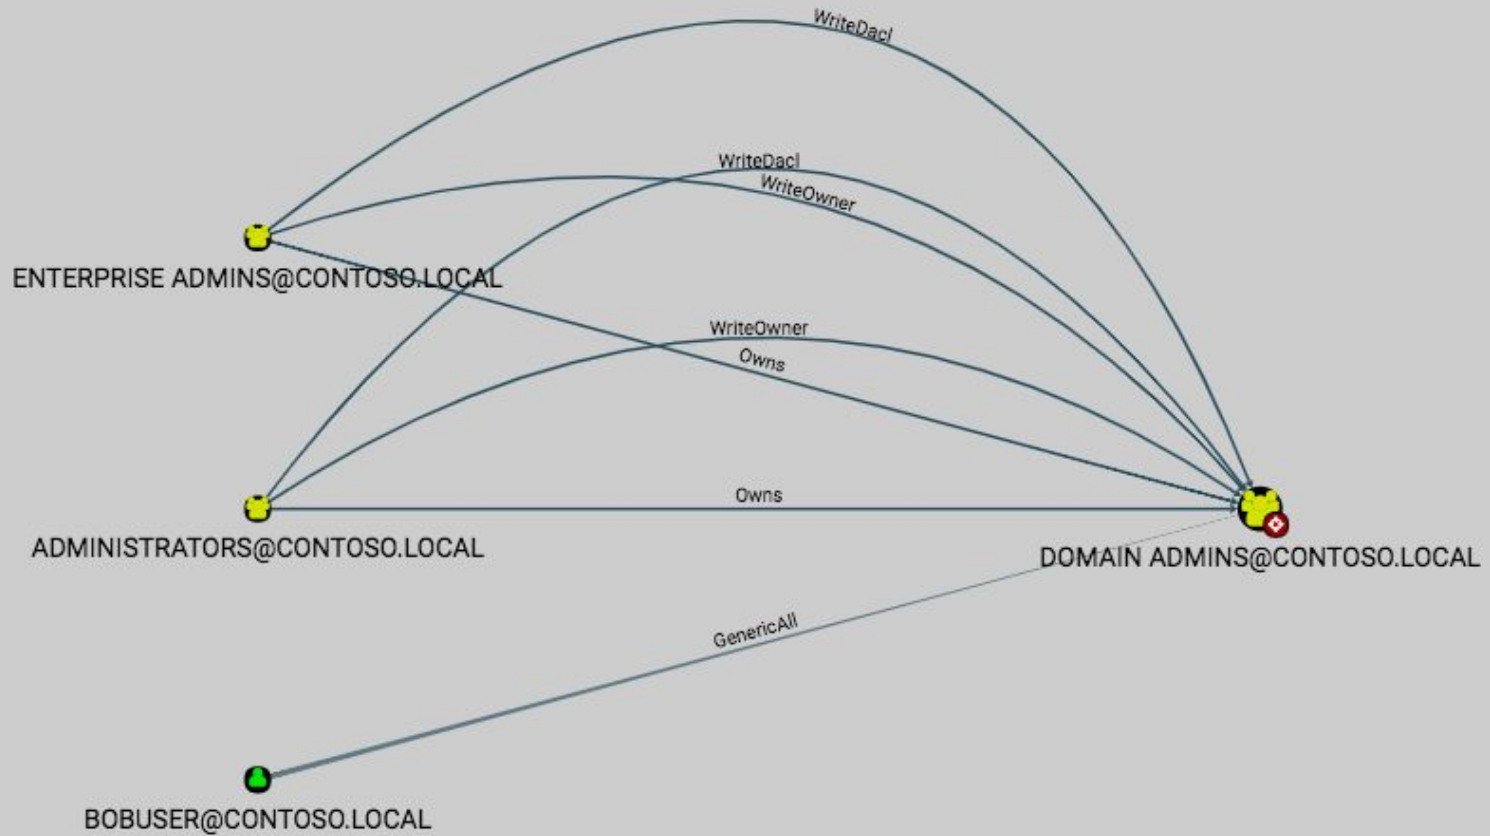 WriteDacl
WriteDacl
WriteOwner
ENTERPRISE ADMINS@CONTOSO.LOCAL
WriteOwner
Owns
Owns
ADMINISTRATORS@CONTOSO.LOCAL
DOMAIN ADMINS@CONTOSO.LOCAL
GenericAll
BOBUSER@CONTOSO.LOCAL